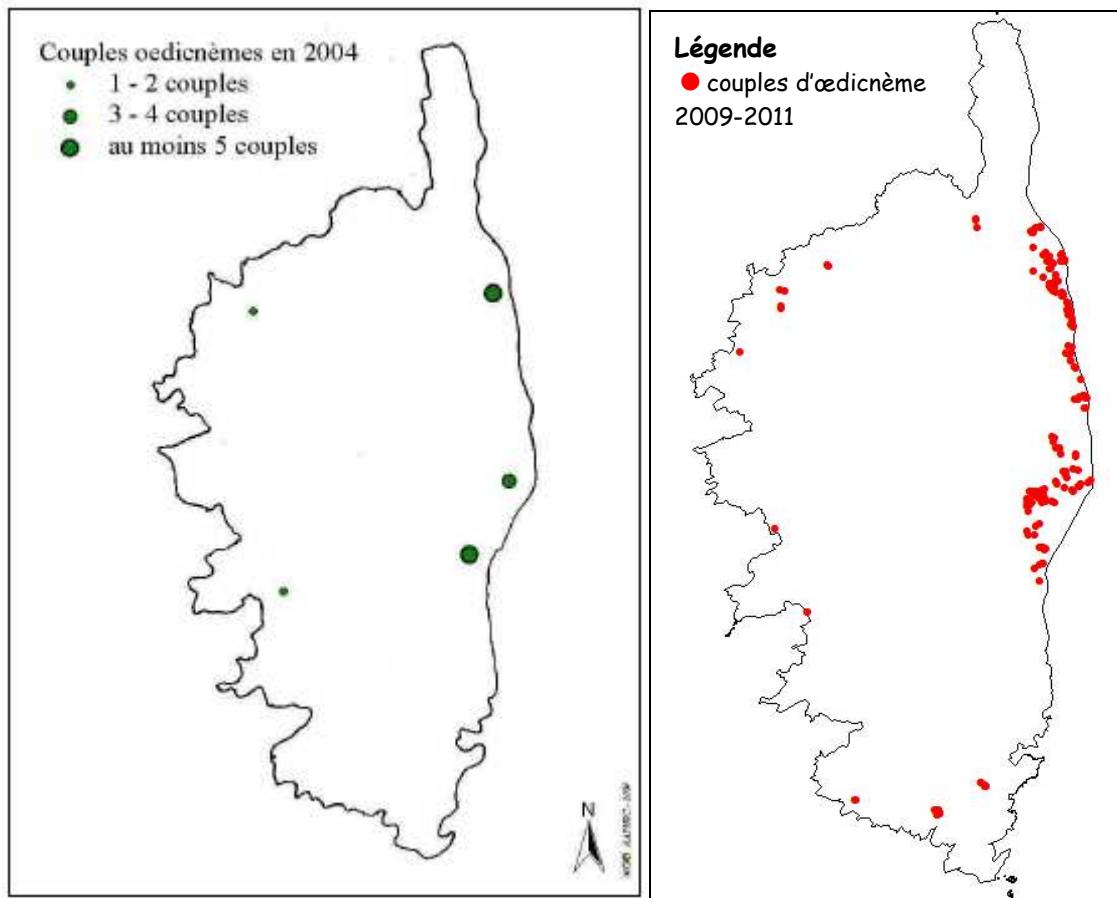 Couples oedicnèmes en 2004
1 - 2 couples
3 - 4 couples
au moins 5 couples
N
Légende
couples d'œdicnème
2009-2011